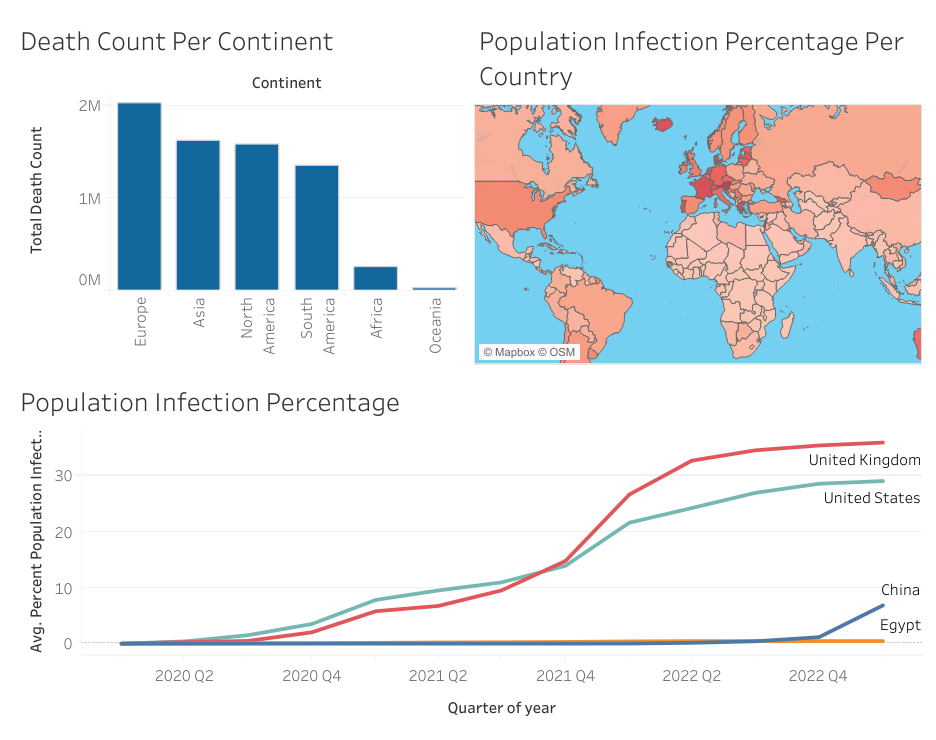 Death Count Per Continent
Continent
Total Death Count
2M
1M
0M
Europe
Asia
North
America
South
America
Africa
Oceania
Population Infection Percentage Per
Country
© Mapbox © OSM
Population Infection Percentage
Avg. Percent Population Infect..
30
20
10
0
United Kingdom
United States
China
Egypt
2020 Q2
2020 Q4
2021 Q2
2021 Q4
2022 Q2
2022 Q4
Quarter of year